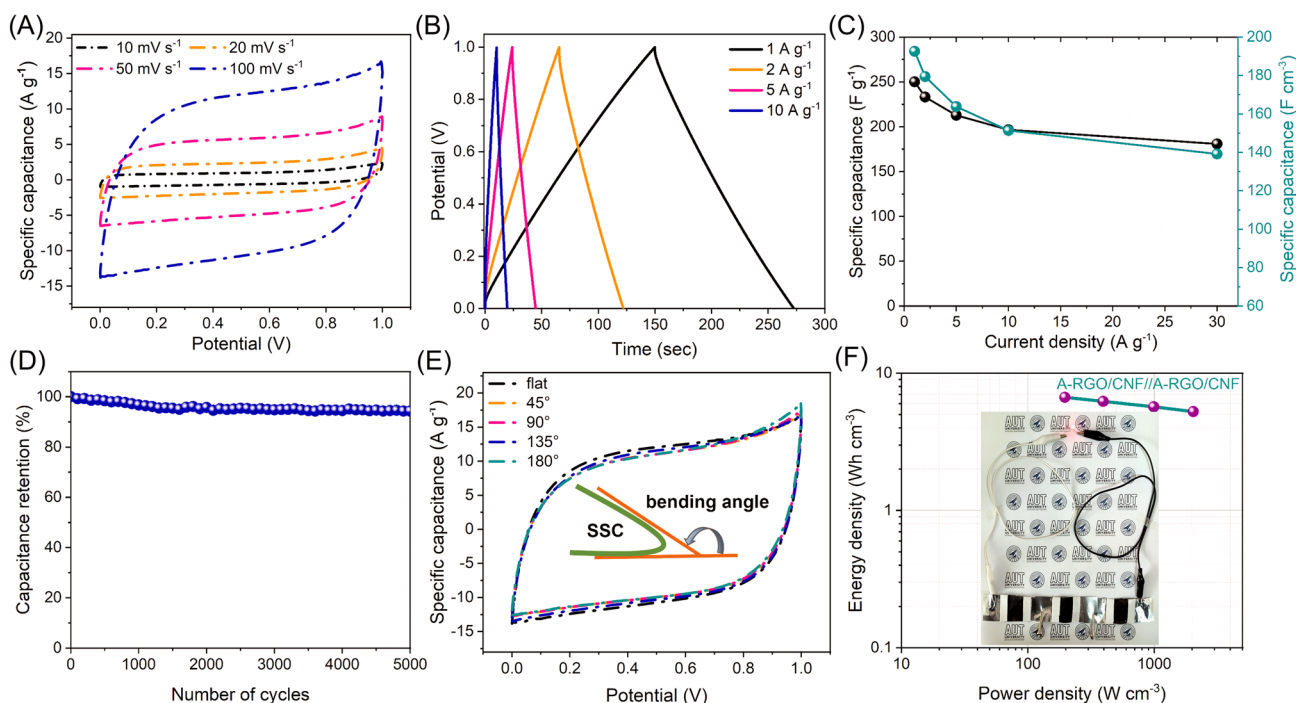 (A)
10 mV s⁻¹
20 mV s⁻¹
50 mV s⁻¹
100 mV s⁻¹
Specific capacitance (A g⁻¹)
15
10
5
0
-5
-10
-15
0.0 0.2 0.4 0.6 0.8 1.0
Potential (V)
(B)
1 A g⁻¹
2 A g⁻¹
5 A g⁻¹
10 A g⁻¹
Potential (V)
1.0
0.8
0.6
0.4
0.2
0.0
0 50 100 150 200 250 300
Time (sec)
(C)
Specific capacitance (F g⁻¹)
300
250
200
150
100
50
0
0 5 10 15 20 25 30
Current density (A g⁻¹)
200
180
160
140
120
100
80
60
Specific capacitance (F cm⁻³)
(D)
Capacitance retention (%)
100
80
60
40
20
0
0 1000 2000 3000 4000 5000
Number of cycles
(E)
flat
45°
90°
135°
180°
bending angle
SSC
Specific capacitance (A g⁻¹)
15
10
5
0
-5
-10
-15
0.0 0.2 0.4 0.6 0.8 1.0
Potential (V)
(F)
A-RGO/CNF//A-RGO/CNF
AUT
UNIVERSITY
Energy density (Wh cm⁻³)
10
1
0.1
10 100 1000
Power density (W cm⁻³)